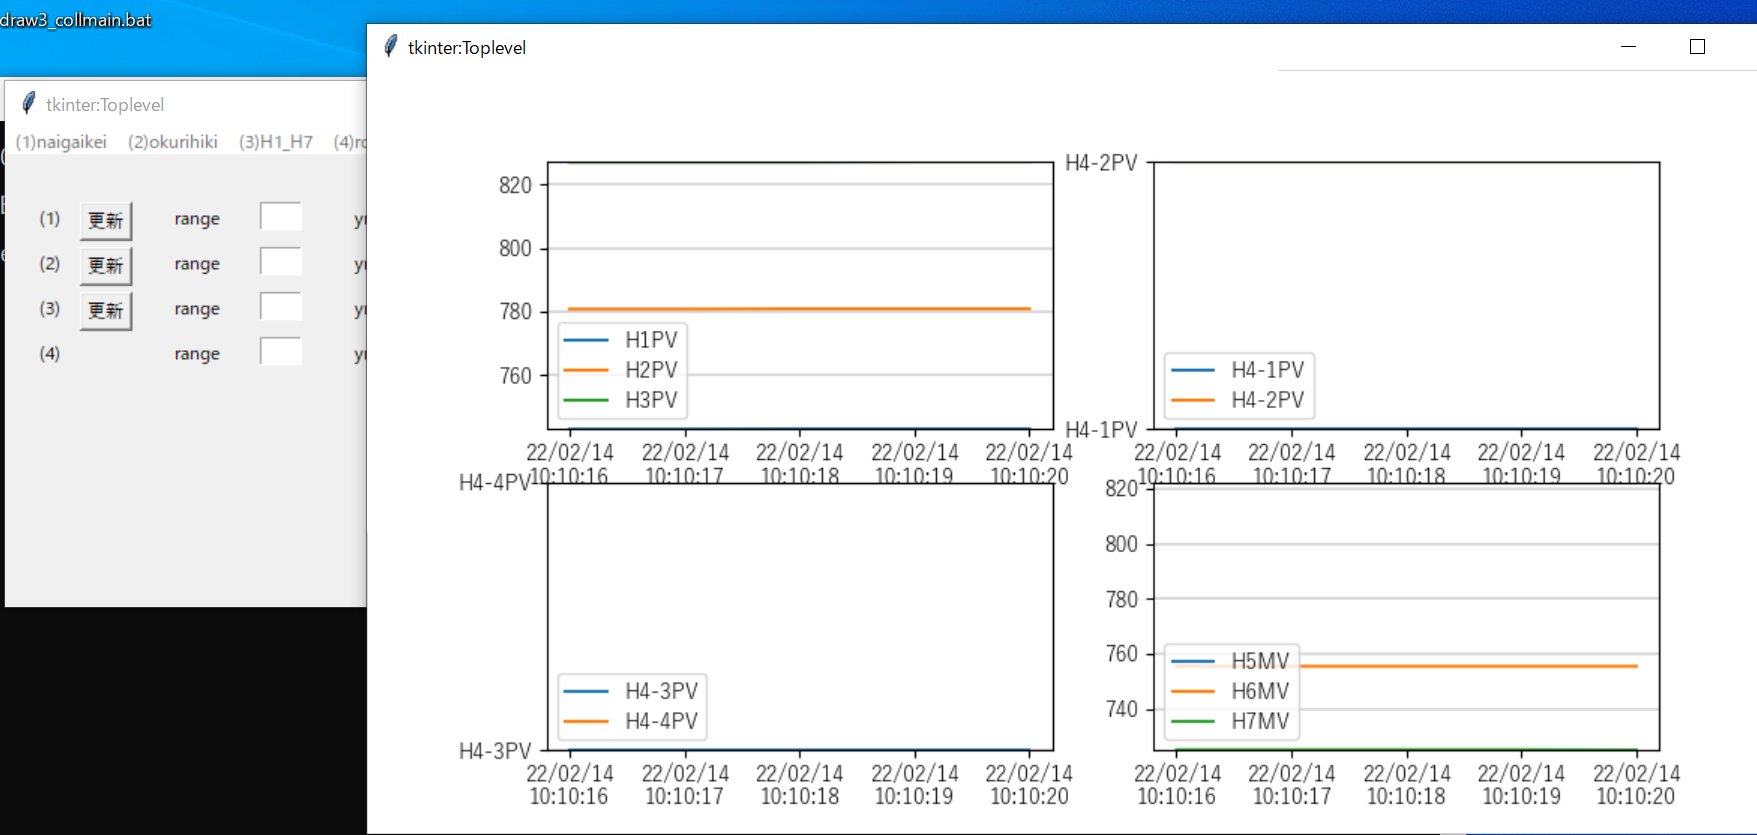 draw3_collmain.bat
tkinter:Toplevel
(1)naigaikei (2)okurihiki (3)H1_H7
(1) 更新 range
(2) 更新 range
(3) 更新 range
(4) range
tkinter:Toplevel
820
800
780
760
H1PV
H2PV
H3PV
22/02/14 22/02/14 22/02/14 22/02/14 22/02/14
10:10:16 10:10:17 10:10:18 10:10:19 10:10:20
H4-2PV
H4-1PV
H4-1PV
H4-2PV
22/02/14 22/02/14 22/02/14 22/02/14 22/02/14
10:10:16 10:10:17 10:10:18 10:10:19 10:10:20
H4-4PV
H4-3PV
H4-3PV
H4-4PV
22/02/14 22/02/14 22/02/14 22/02/14 22/02/14
10:10:16 10:10:17 10:10:18 10:10:19 10:10:20
820
800
780
760
740
H5MV
H6MV
H7MV
22/02/14 22/02/14 22/02/14 22/02/14 22/02/14
10:10:16 10:10:17 10:10:18 10:10:19 10:10:20